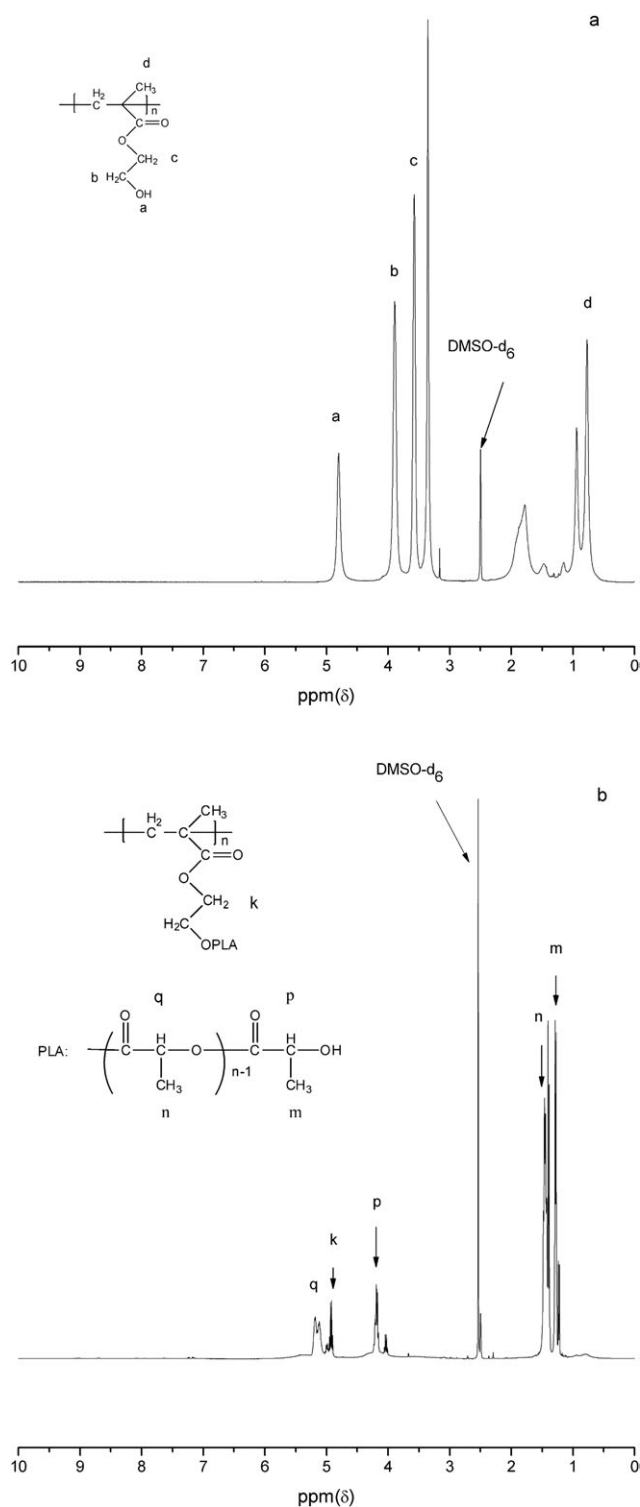 a
d
H₂
C
C
CH₃
n
C
O
O
CH₂
c
b
H₂C
OH
a
a
b
c
DMSO-d₆
d
10 9 8 7 6 5 4 3 2 1 0
ppm(δ)
b
DMSO-d₆
CH₃
H₂
C
C
n
C
O
O
CH₂
k
H₂C
OPLA
q
p
O
H
O
H
PLA:
C
C
O
C
C
OH
n-1
CH₃
CH₃
n
m
q
k
p
n
m
10 9 8 7 6 5 4 3 2 1 0
ppm(δ)